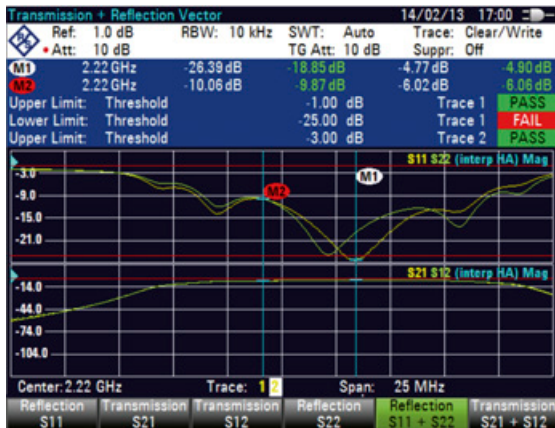 Transmission + Reflection Vector 14/02/13 17:00
Ref: 1.0 dB RBW: 10 kHz SWT: Auto Trace: Clear/Write
• Att: 10 dB TG Att: 10 dB Suppr: Off
M1 2.22 GHz -26.39 dB -18.85 dB -4.77 dB -4.90 dB
M2 2.22 GHz -10.06 dB -9.87 dB -6.02 dB -6.06 dB
Upper Limit: Threshold -1.00 dB Trace 1 PASS
Lower Limit: Threshold -25.00 dB Trace 1 FAIL
Upper Limit: Threshold -3.00 dB Trace 2 PASS
S11 S22 (interp HA) Mag
-3.0
M1
M2
-9.0
-15.0
-21.0
S21 S12 (interp HA) Mag
-14.0
-44.0
-74.0
-104.0
Center: 2.22 GHz Trace: 1 2 Span: 25 MHz
Reflection Transmission Transmission Reflection Reflection Transmission
S11 S21 S12 S22 S11 + S22 S21 + S12